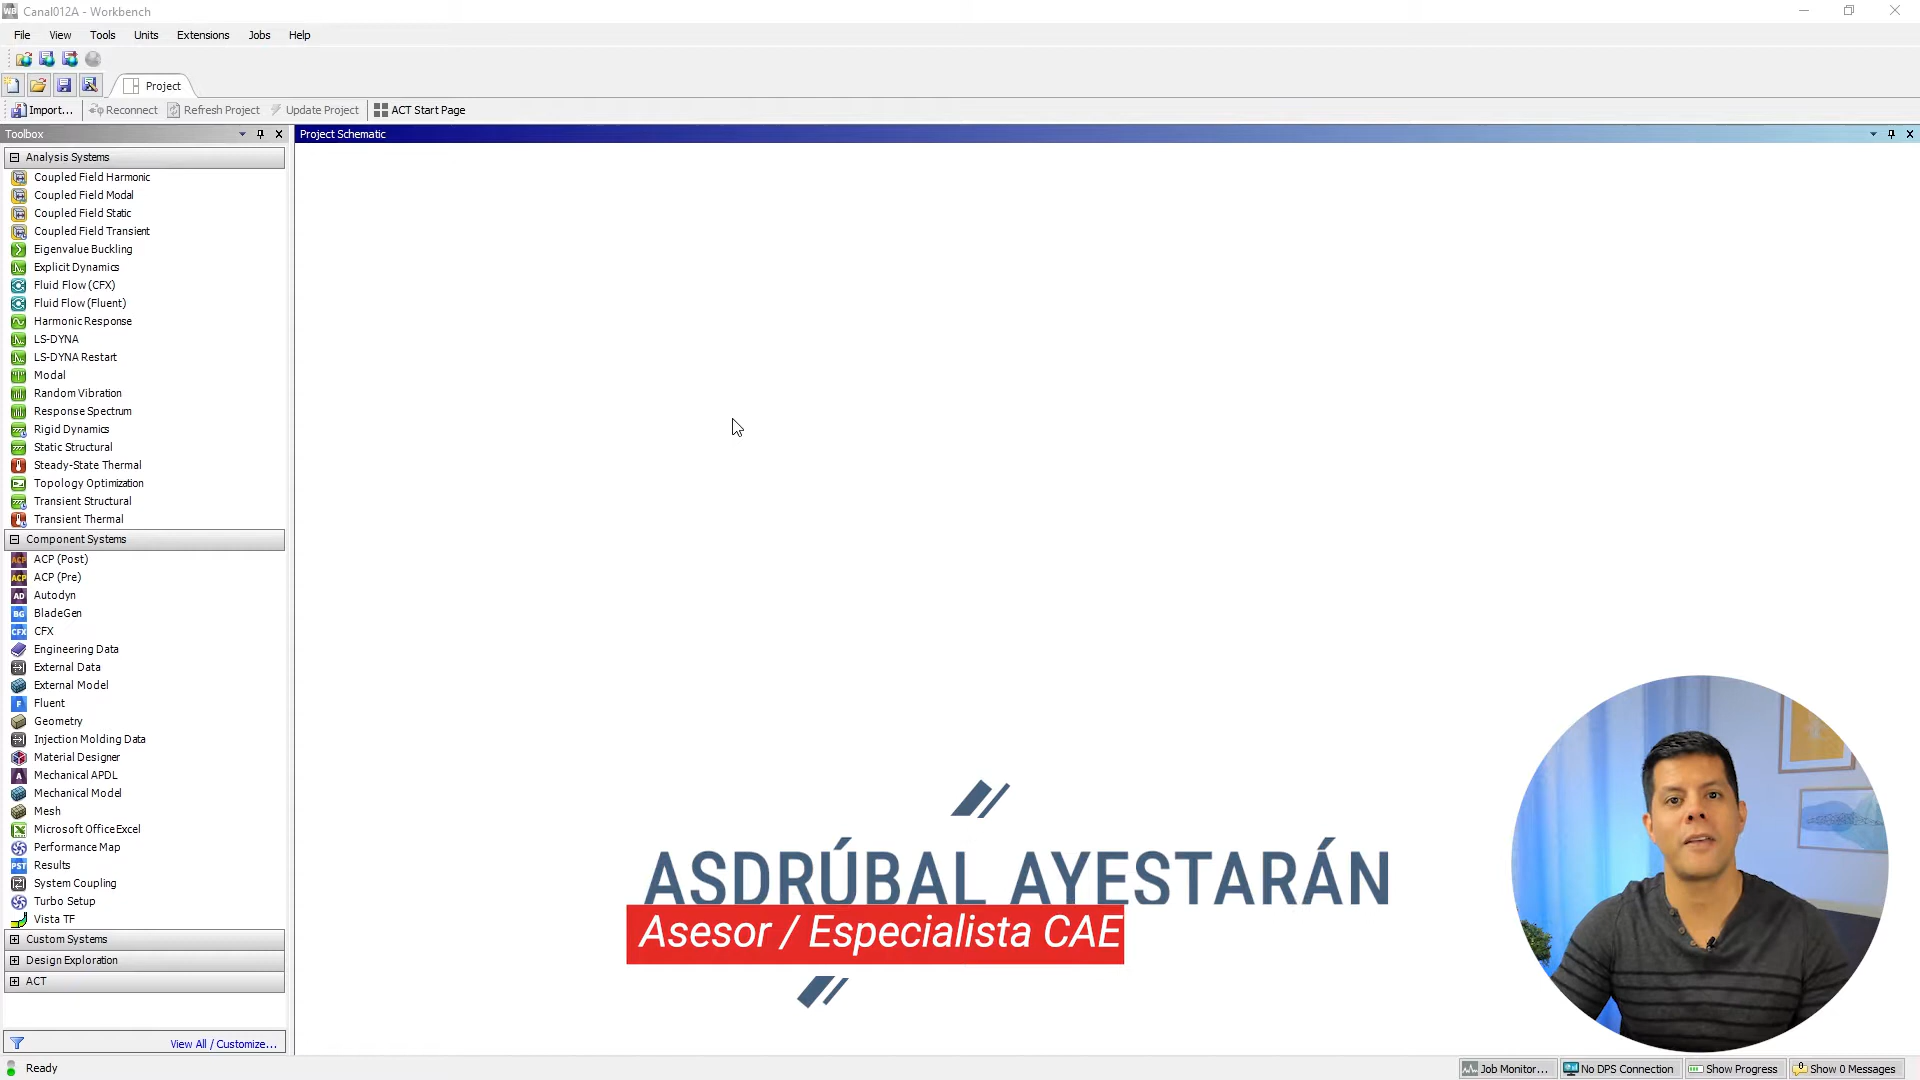 Canal012A - Workbench
File View Tools Units Extensions Jobs Help
Project
Import... Reconnect Refresh Project Update Project ACT Start Page
Toolbox
Project Schematic
Analysis Systems
Coupled Field Harmonic
Coupled Field Modal
Coupled Field Static
Coupled Field Transient
Eigenvalue Buckling
Explicit Dynamics
Fluid Flow (CFX)
Fluid Flow (Fluent)
Harmonic Response
LS-DYNA
LS-DYNA Restart
Modal
Random Vibration
Response Spectrum
Rigid Dynamics
Static Structural
Steady-State Thermal
Topology Optimization
Transient Structural
Transient Thermal
Component Systems
ACP (Post)
ACP (Pre)
Autodyn
BladeGen
CFX
Engineering Data
External Data
External Model
Fluent
Geometry
Injection Molding Data
Material Designer
Mechanical APDL
Mechanical Model
Mesh
Microsoft Office Excel
Performance Map
Results
System Coupling
Turbo Setup
Vista TF
Custom Systems
Design Exploration
ACT
View All / Customize...
ASDRÚBAL AYESTARÁN
Asesor / Especialista CAE
Ready
Job Monitor... No DPS Connection Show Progress Show 0 Messages